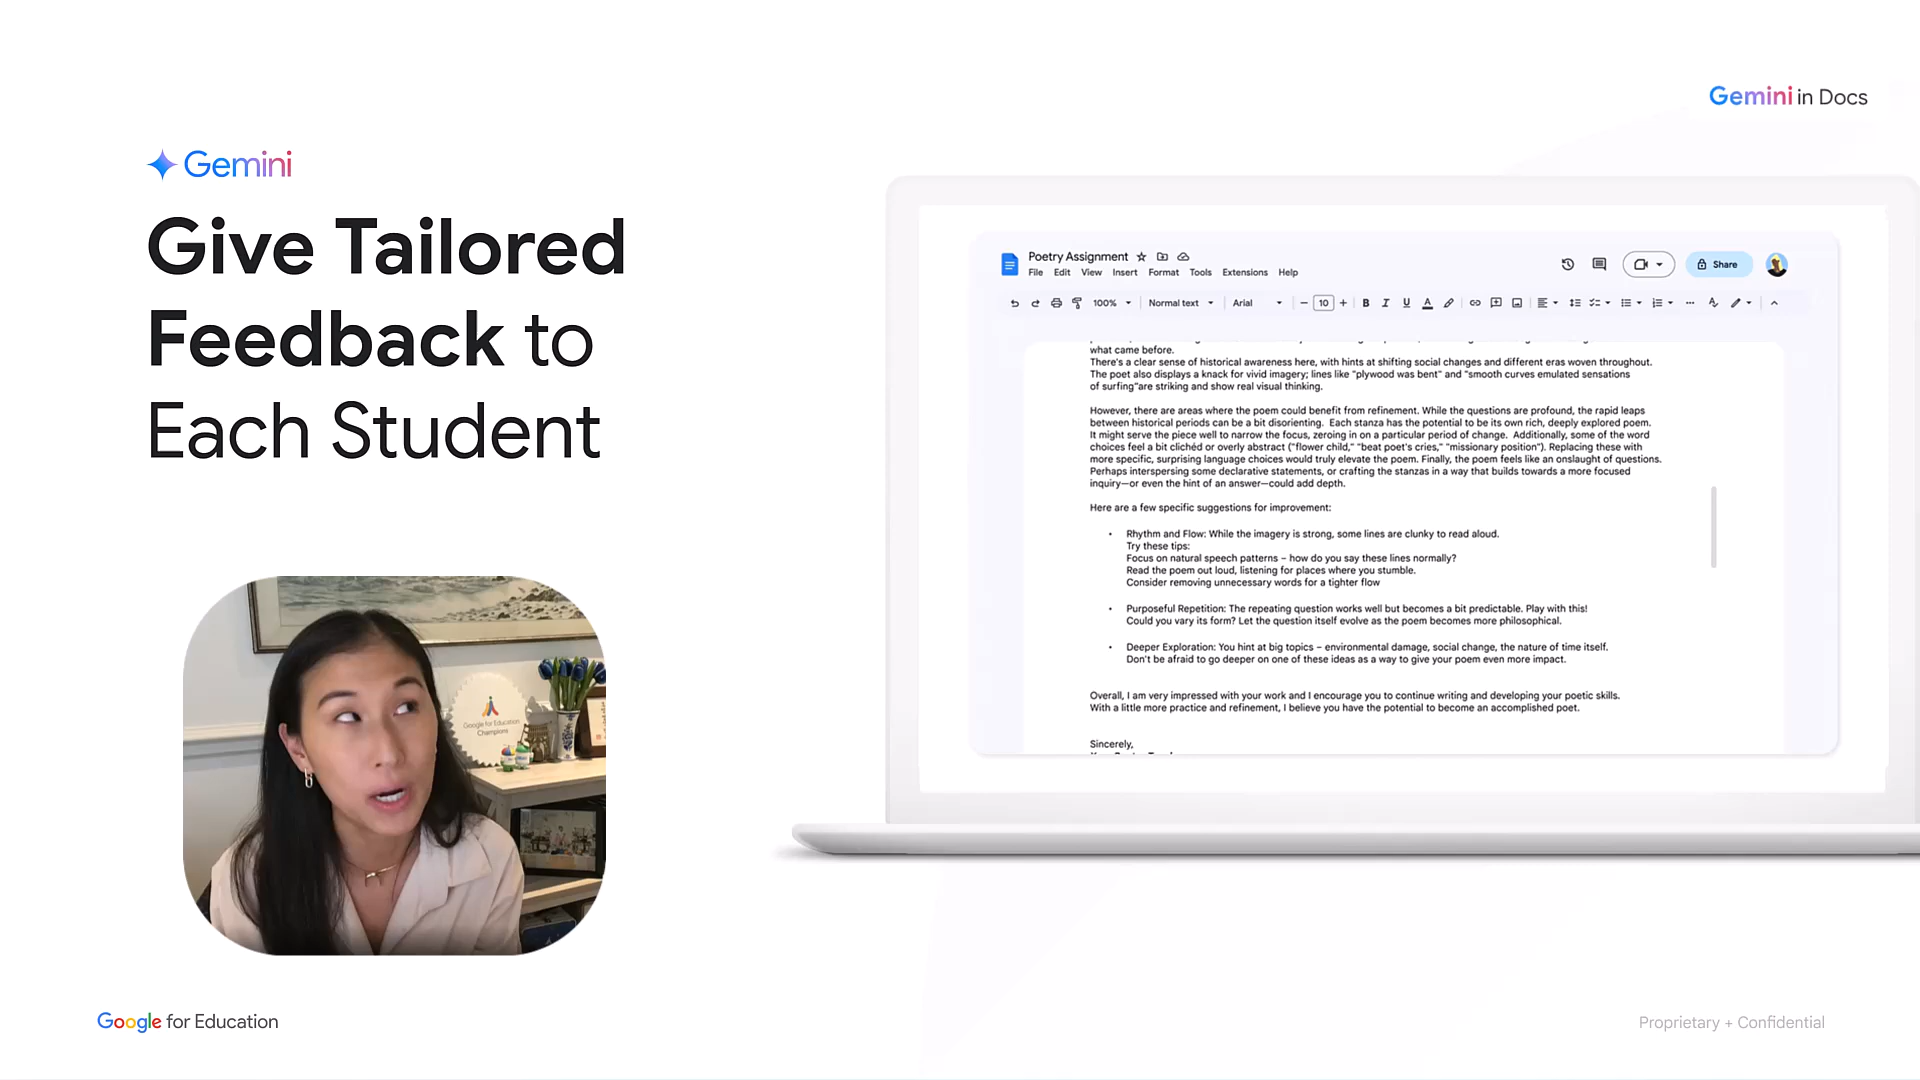 Gemini in Docs
Gemini
Give Tailored
Feedback to
Each Student
Poetry Assignment
File Edit View Insert Format Tools Extensions Help
Share
100% Normal text Arial 10 B I U A
what came before.
There's a clear sense of historical awareness here, with hints at shifting social changes and different eras woven throughout.
The poet also displays a knack for vivid imagery; lines like "plywood was bent" and "smooth curves emulated sensations
of surfing"are striking and show real visual thinking.
However, there are areas where the poem could benefit from refinement. While the questions are profound, the rapid leaps
between historical periods can be a bit disorienting. Each stanza has the potential to be its own rich, deeply explored poem.
It might serve the piece well to narrow the focus, zeroing in on a particular period of change. Additionally, some of the word
choices feel a bit clichéd or overly abstract ("flower child," "beat poet's cries," "missionary position"). Replacing these with
more specific, surprising language choices would truly elevate the poem. Finally, the poem feels like an onslaught of questions.
Perhaps interspersing some declarative statements, or crafting the stanzas in a way that builds towards a more focused
inquiry—or even the hint of an answer—could add depth.
Here are a few specific suggestions for improvement:
• Rhythm and Flow: While the imagery is strong, some lines are clunky to read aloud.
Try these tips:
Focus on natural speech patterns – how do you say these lines normally?
Read the poem out loud, listening for places where you stumble.
Consider removing unnecessary words for a tighter flow
• Purposeful Repetition: The repeating question works well but becomes a bit predictable. Play with this!
Could you vary its form? Let the question itself evolve as the poem becomes more philosophical.
• Deeper Exploration: You hint at big topics – environmental damage, social change, the nature of time itself.
Don't be afraid to go deeper on one of these ideas as a way to give your poem even more impact.
Overall, I am very impressed with your work and I encourage you to continue writing and developing your poetic skills.
With a little more practice and refinement, I believe you have the potential to become an accomplished poet.
Sincerely,
Google for Education
Champions
Google for Education
Proprietary + Confidential